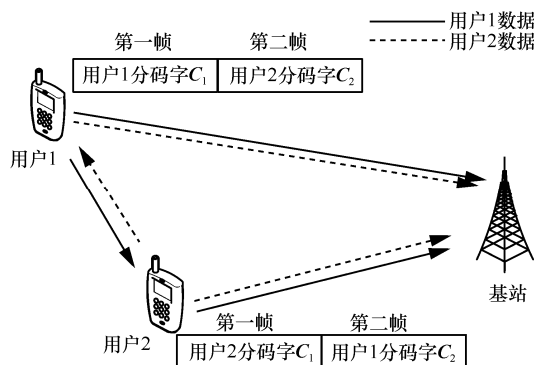 用户1数据
用户2数据
第一帧 第二帧
用户1分码字C₁ 用户2分码字C₂
用户1
基站
用户2
第一帧 第二帧
用户2分码字C₁ 用户1分码字C₂